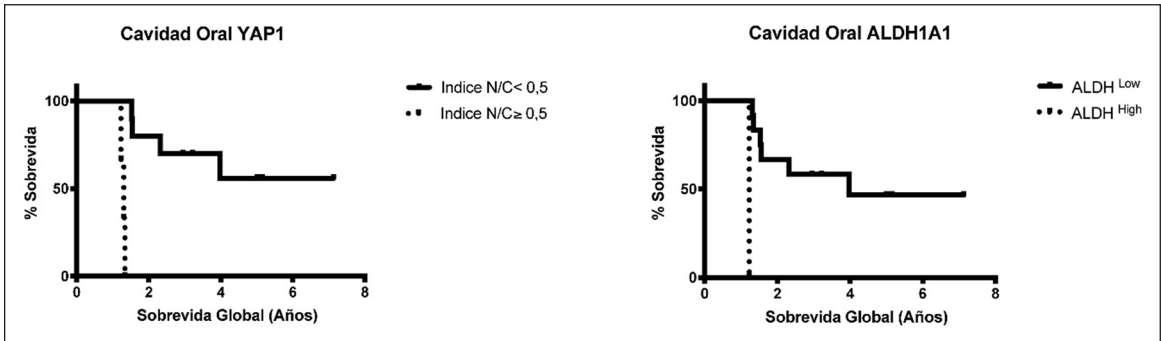 Cavidad Oral YAP1
Indice N/C< 0,5
Indice N/C≥ 0,5
100
50
0
% Sobrevida
0 2 4 6 8
Sobrevida Global (Años)
Cavidad Oral ALDH1A1
ALDH Low
ALDH High
100
50
0
% Sobrevida
0 2 4 6 8
Sobrevida Global (Años)